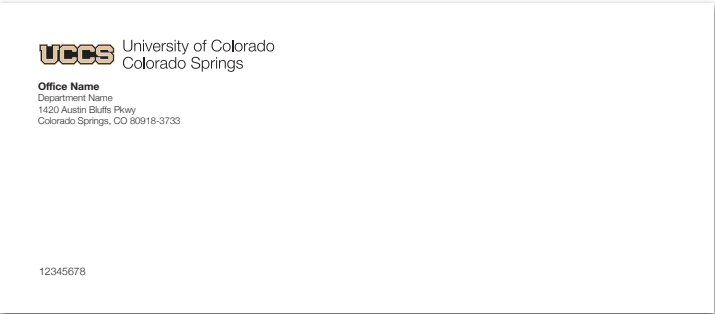 UCCS
University of Colorado
Colorado Springs
Office Name
Department Name
1420 Austin Bluffs Pkwy
Colorado Springs, CO 80918-3733
12345678